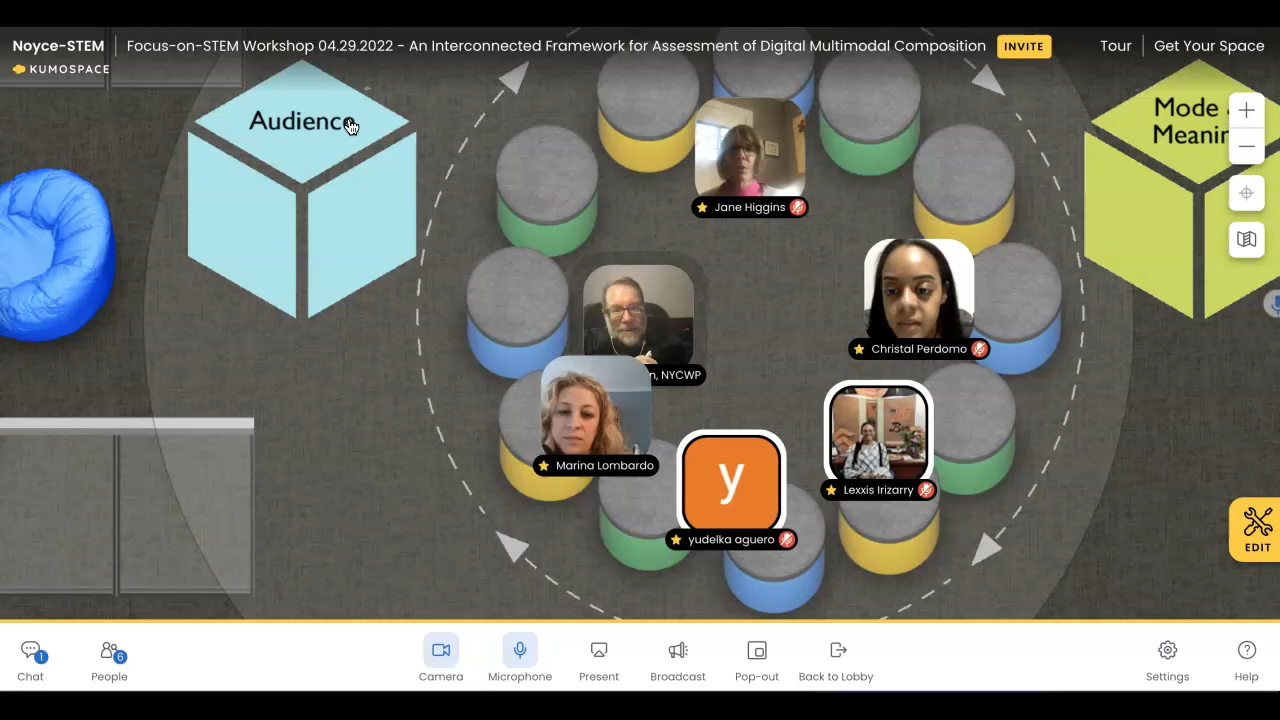 Noyce-STEM
Focus-on-STEM Workshop 04.29.2022 - An Interconnected Framework for Assessment of Digital Multimodal Composition
INVITE
Tour
Get Your Space
KUMOSPACE
Audience
Mode
Jane Higgins
Christal Perdomo
n, NYCWP
Marina Lombardo
Lexxis Irizarry
y
yudelka aguero
EDIT
1
6
Chat
People
Camera
Microphone
Present
Broadcast
Pop-out
Back to Lobby
Settings
Help